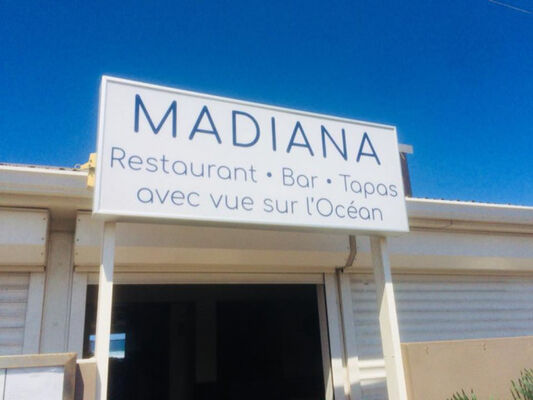 MADIANA
Restaurant • Bar • Tapas
avec vue sur l'Océan